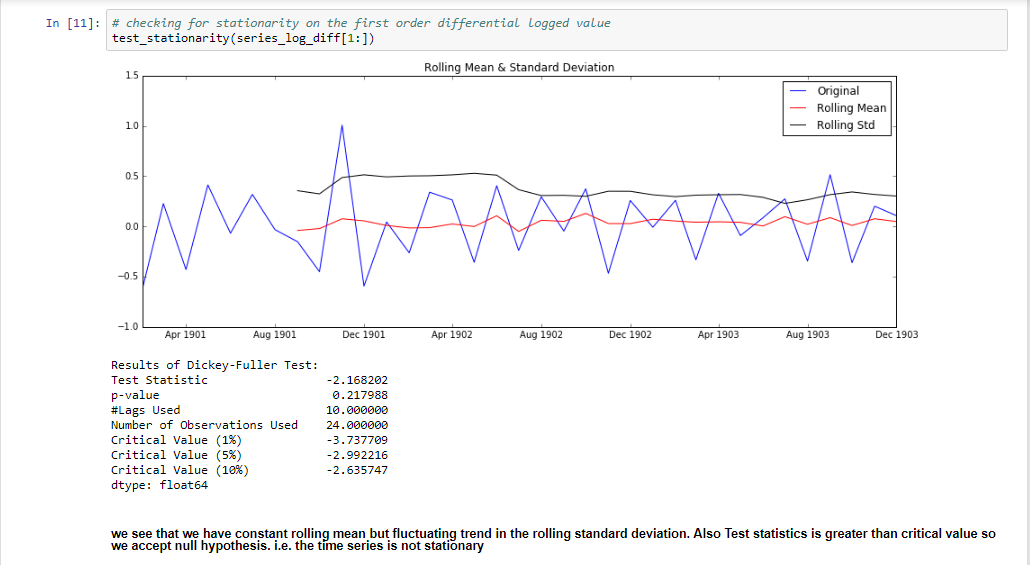 In [11]: # checking for stationarity on the first order differential logged value
test_stationarity(series_log_diff[1:])
Rolling Mean & Standard Deviation
1.5
1.0
0.5
0.0
−0.5
−1.0
Original
Rolling Mean
Rolling Std
Apr 1901 Aug 1901 Dec 1901 Apr 1902 Aug 1902 Dec 1902 Apr 1903 Aug 1903 Dec 1903
Results of Dickey-Fuller Test:
Test Statistic -2.168202
p-value 0.217988
#Lags Used 10.000000
Number of Observations Used 24.000000
Critical Value (1%) -3.737709
Critical Value (5%) -2.992216
Critical Value (10%) -2.635747
dtype: float64
we see that we have constant rolling mean but fluctuating trend in the rolling standard deviation. Also Test statistics is greater than critical value so
we accept null hypothesis. i.e. the time series is not stationary